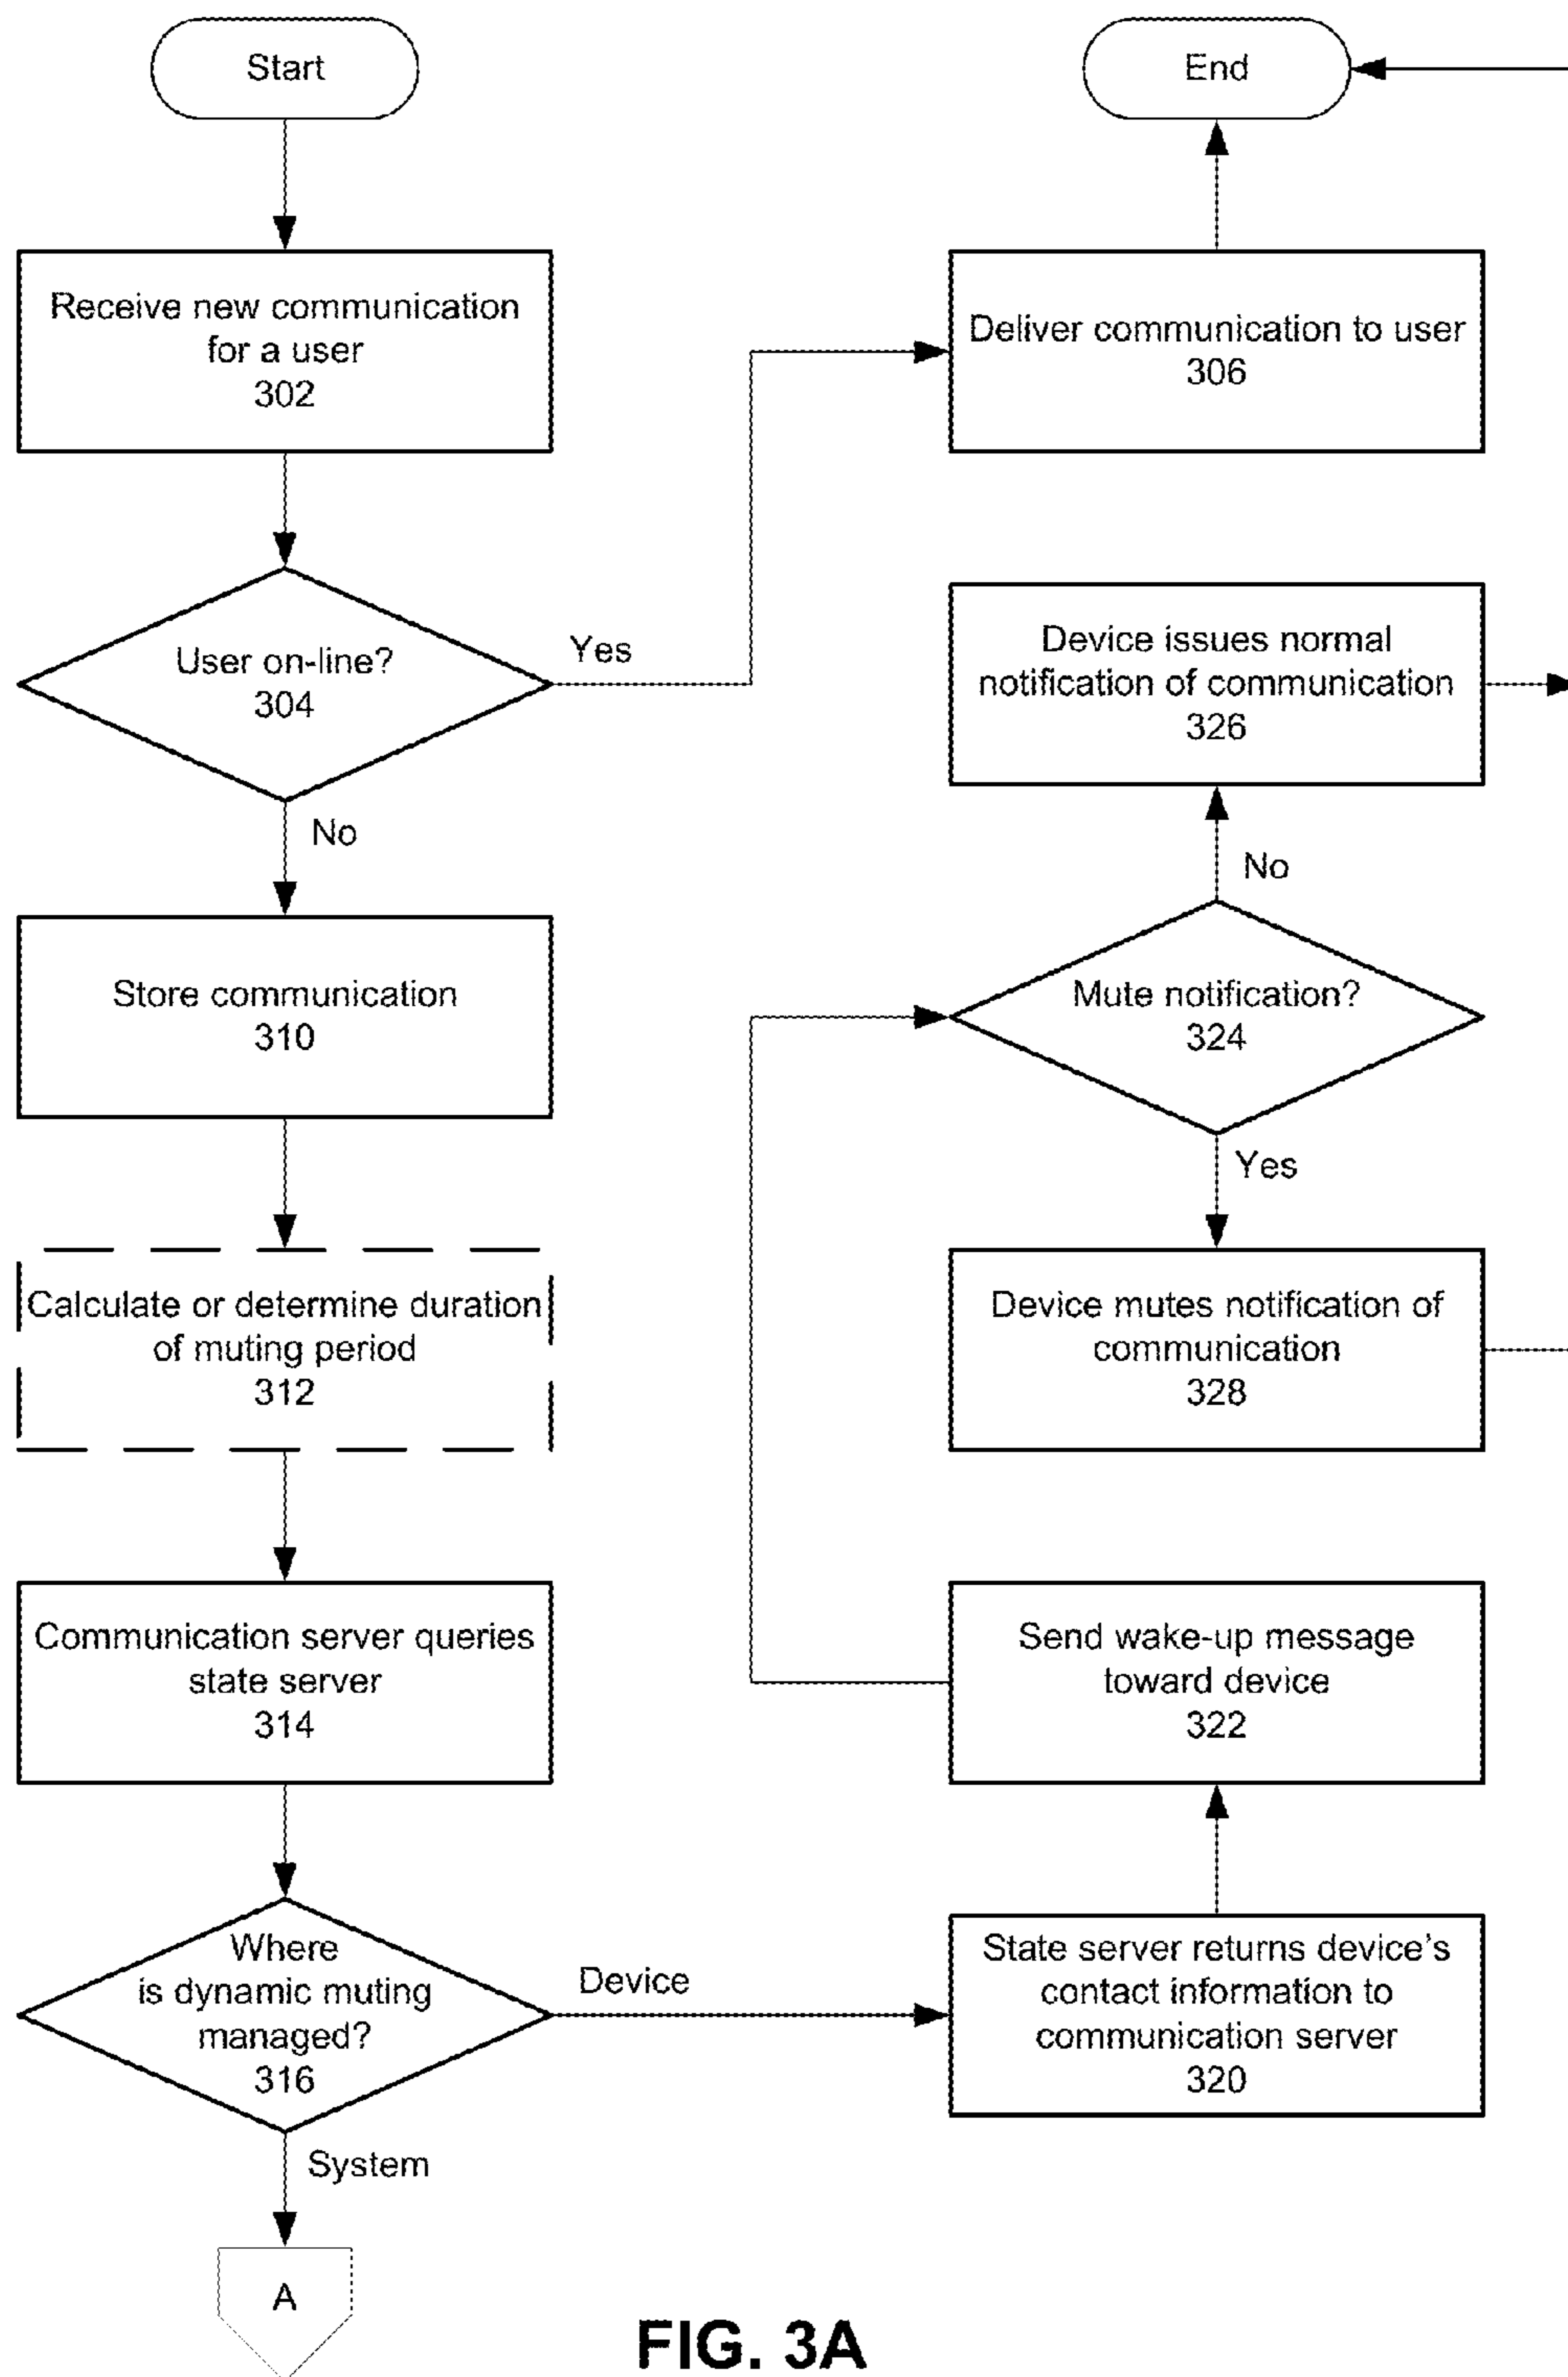 Start
Receive new communication
for a user
302
User on-line?
304
Yes
No
Store communication
310
Calculate or determine duration
of muting period
312
Communication server queries
state server
314
Where
is dynamic muting
managed?
316
Device
System
A
End
Deliver communication to user
306
Device issues normal
notification of communication
326
No
Mute notification?
324
Yes
Device mutes notification of
communication
328
Send wake-up message
toward device
322
State server returns device's
contact information to
communication server
320
FIG. 3A